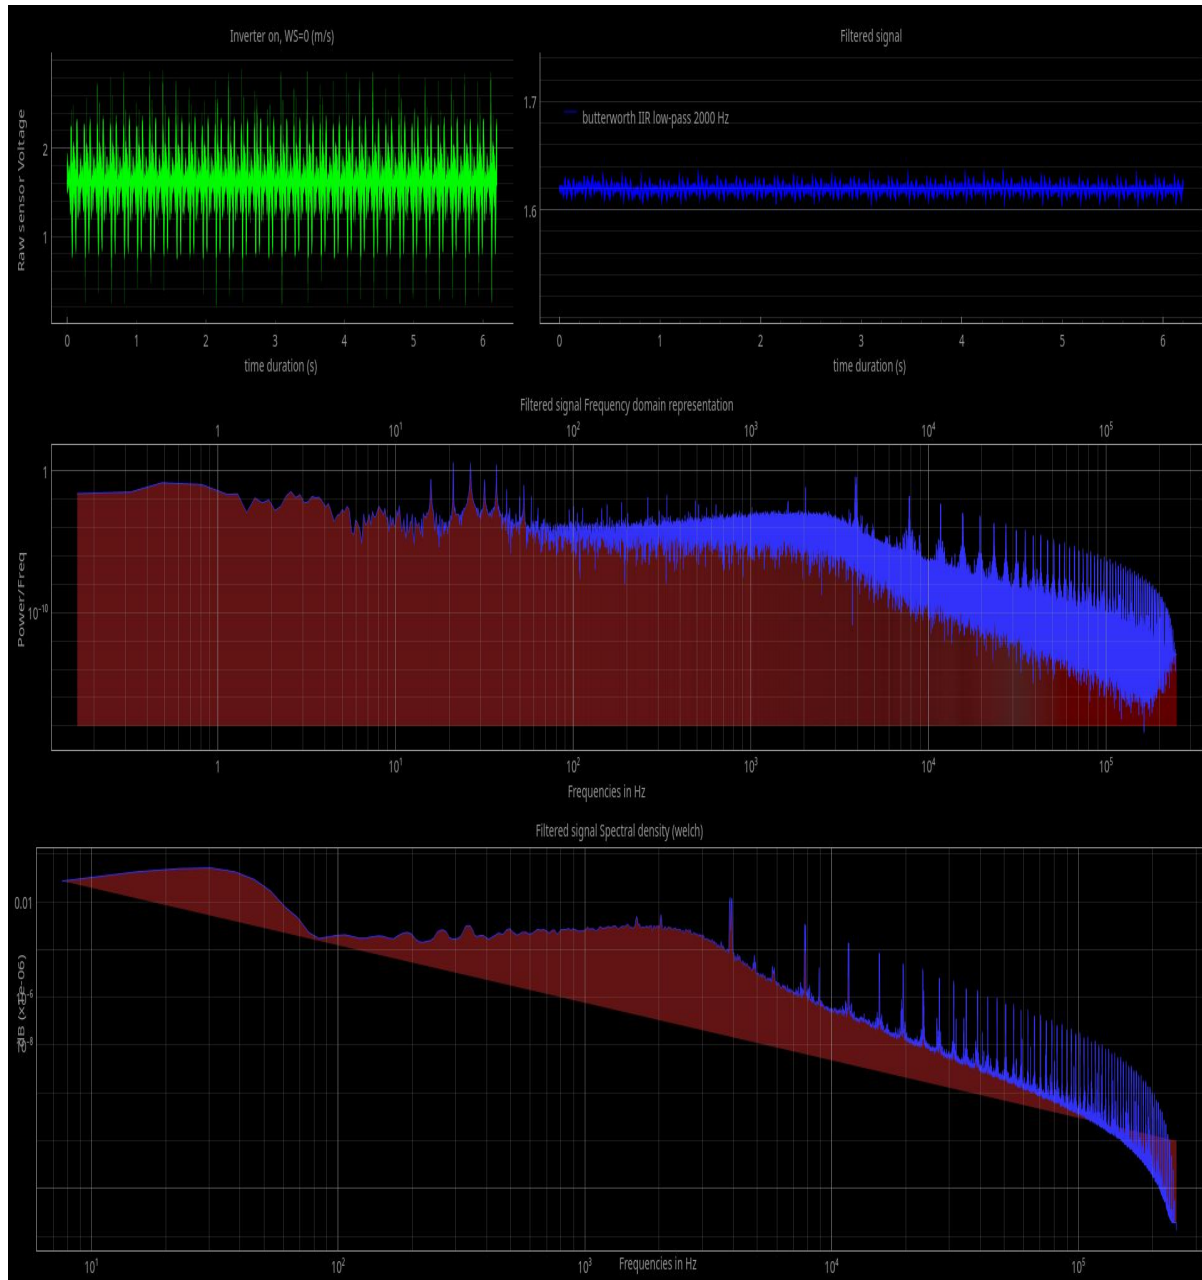 Inverter on, WS=0 (m/s)
Filtered signal
Raw sensor Voltage
2
1
0 1 2 3 4 5 6
time duration (s)
1.7
1.6
butterworth IIR low-pass 2000 Hz
0 1 2 3 4 5 6
time duration (s)
Filtered signal Frequency domain representation
1 10¹ 10² 10³ 10⁴ 10⁵
Power/Freq
1
10⁻¹⁰
1 10¹ 10² 10³ 10⁴ 10⁵
Frequencies in Hz
Filtered signal Spectral density (welch)
0.01
10¹ 10² 10³ 10⁴ 10⁵
Frequencies in Hz